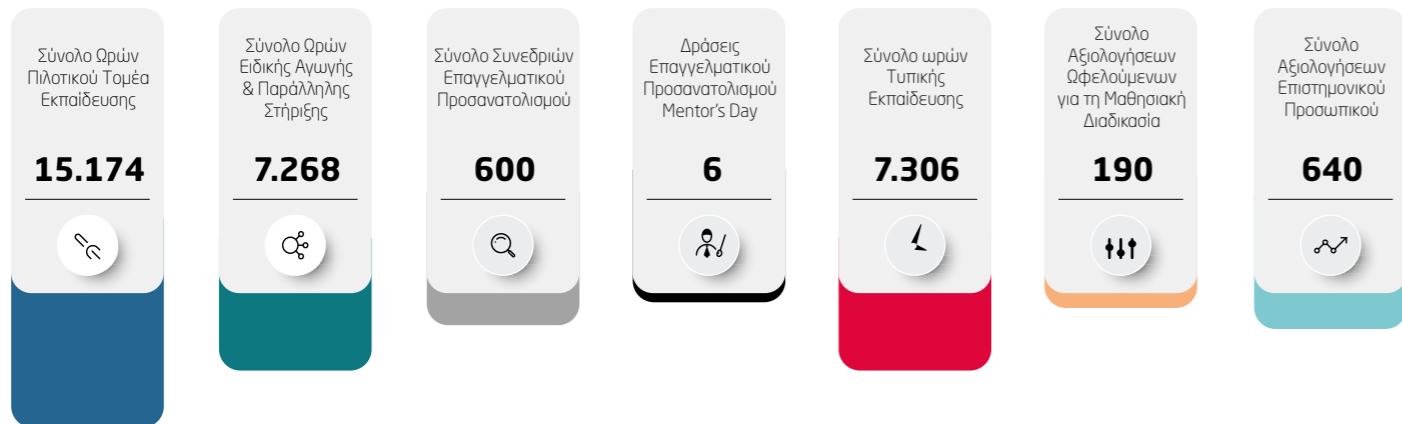 Σύνολο Ωρών
Πιλοτικού Τομέα
Εκπαίδευσης
15.174
Σύνολο Ωρών
Ειδικής Αγωγής
& Παράλληλης
Στήριξης
7.268
Σύνολο Συνεδριών
Επαγγελματικού
Προσανατολισμού
600
Δράσεις
Επαγγελματικού
Προσανατολισμού
Mentor's Day
6
Σύνολο ωρών
Τυπικής
Εκπαίδευσης
7.306
Σύνολο
Αξιολογήσεων
Ωφελούμενων
για τη Μαθησιακή
Διαδικασία
190
Σύνολο
Αξιολογήσεων
Επιστημονικού
Προσωπικού
640